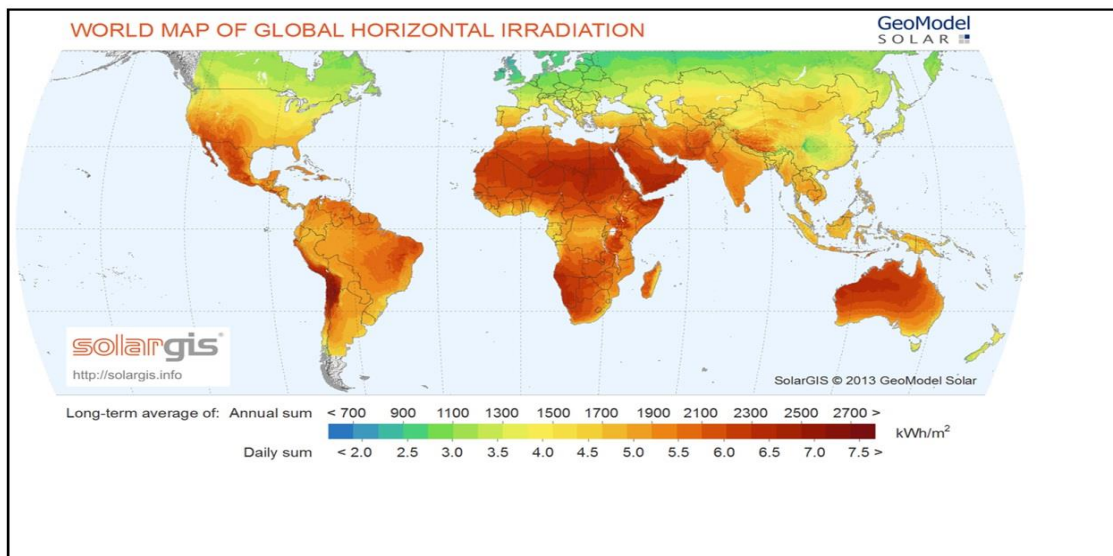 WORLD MAP OF GLOBAL HORIZONTAL IRRADIATION
GeoModel
SOLAR
solargis
http://solargis.info
SolarGIS © 2013 GeoModel Solar
Long-term average of: Annual sum < 700 900 1100 1300 1500 1700 1900 2100 2300 2500 2700 >
kWh/m²
Daily sum < 2.0 2.5 3.0 3.5 4.0 4.5 5.0 5.5 6.0 6.5 7.0 7.5 >